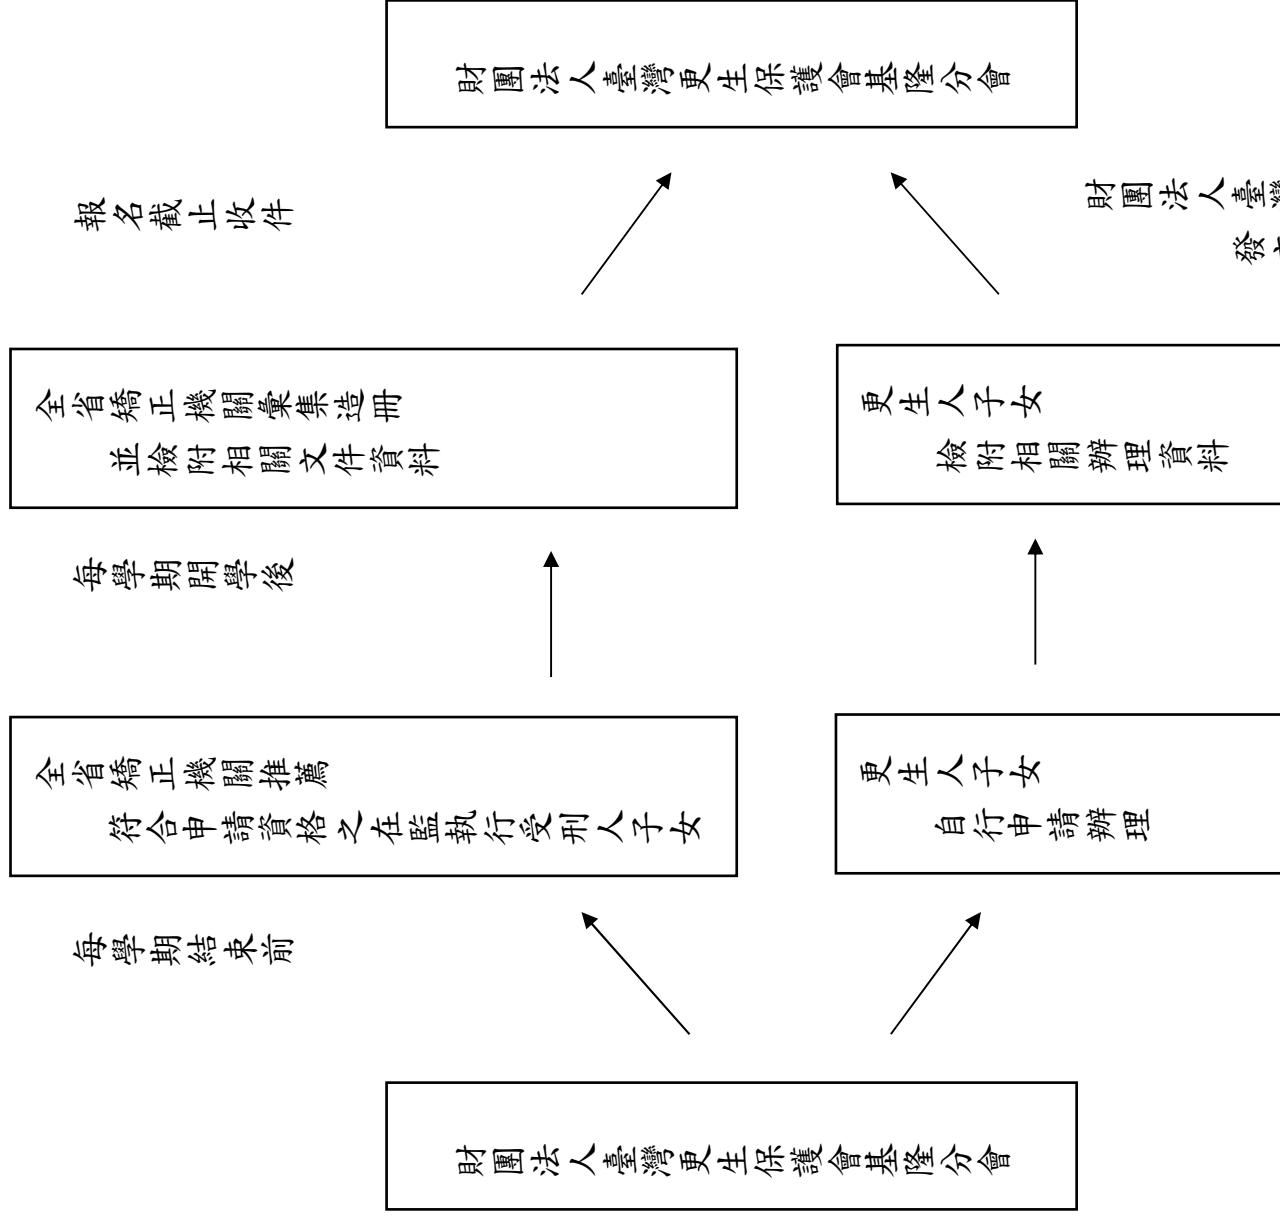 財團法人臺灣更生保護會基隆分會
報名截止收件
財團法人臺灣
發
全省矯正機關彙集造冊
並檢附相關文件資料
更生人子女
檢附相關辦理資料
每學期開學後
全省矯正機關推薦
符合申請資格之在監執行受刑人子女
更生人子女
自行申請辦理
每學期結束前
財團法人臺灣更生保護會基隆分會